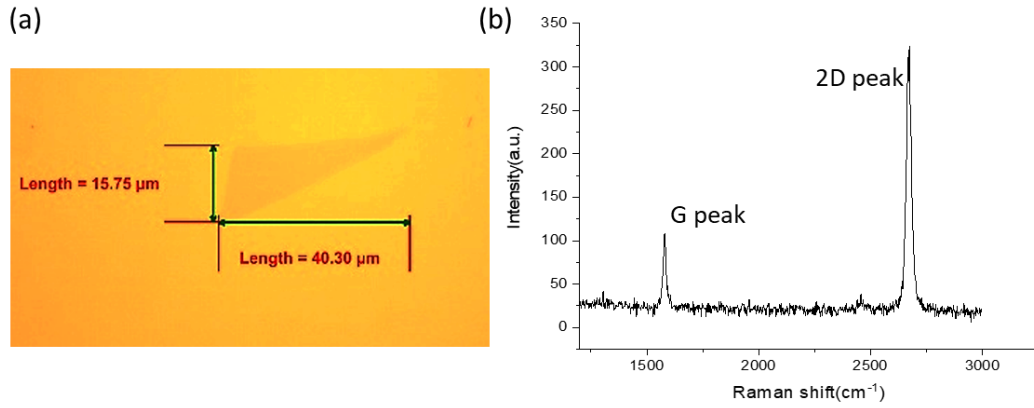 (a)
Length = 15.75 µm
Length = 40.30 µm
(b)
350
300
250
200
150
100
50
0
Intensity(a.u.)
2D peak
G peak
1500
2000
2500
3000
Raman shift(cm⁻¹)